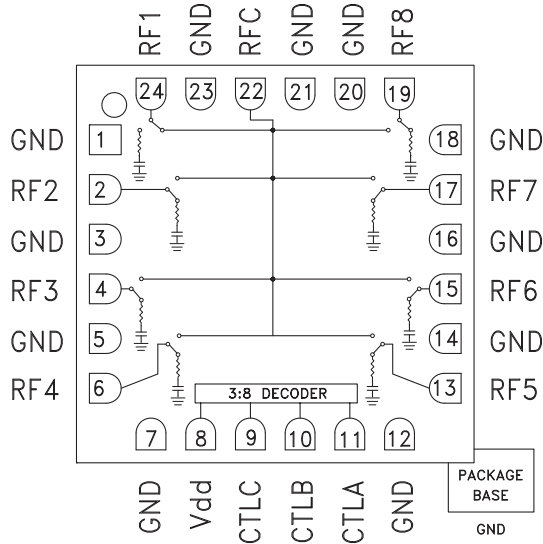 RF1 GND RFC GND GND RF8
24 23 22 21 20 19
GND 1 18 GND
RF2 2 17 RF7
GND 3 16 GND
RF3 4 15 RF6
GND 5 14 GND
RF4 6 13 RF5
3:8 DECODER
7 8 9 10 11 12
GND Vdd CTLC CTLB CTLA GND
PACKAGE
BASE
GND